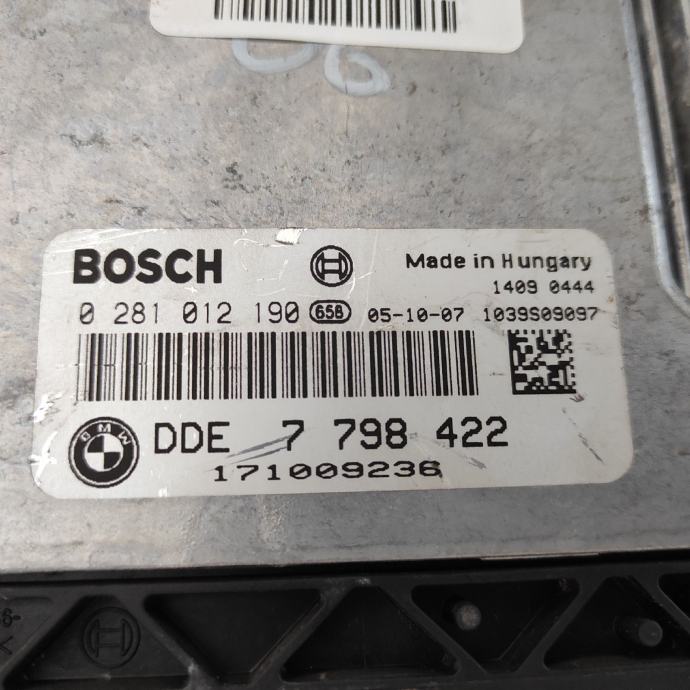 BOSCH
Made in Hungary
1409 0444
0 281 012 190 658 05-10-07 1039S09097
BMW
DDE 7 798 422
171009236